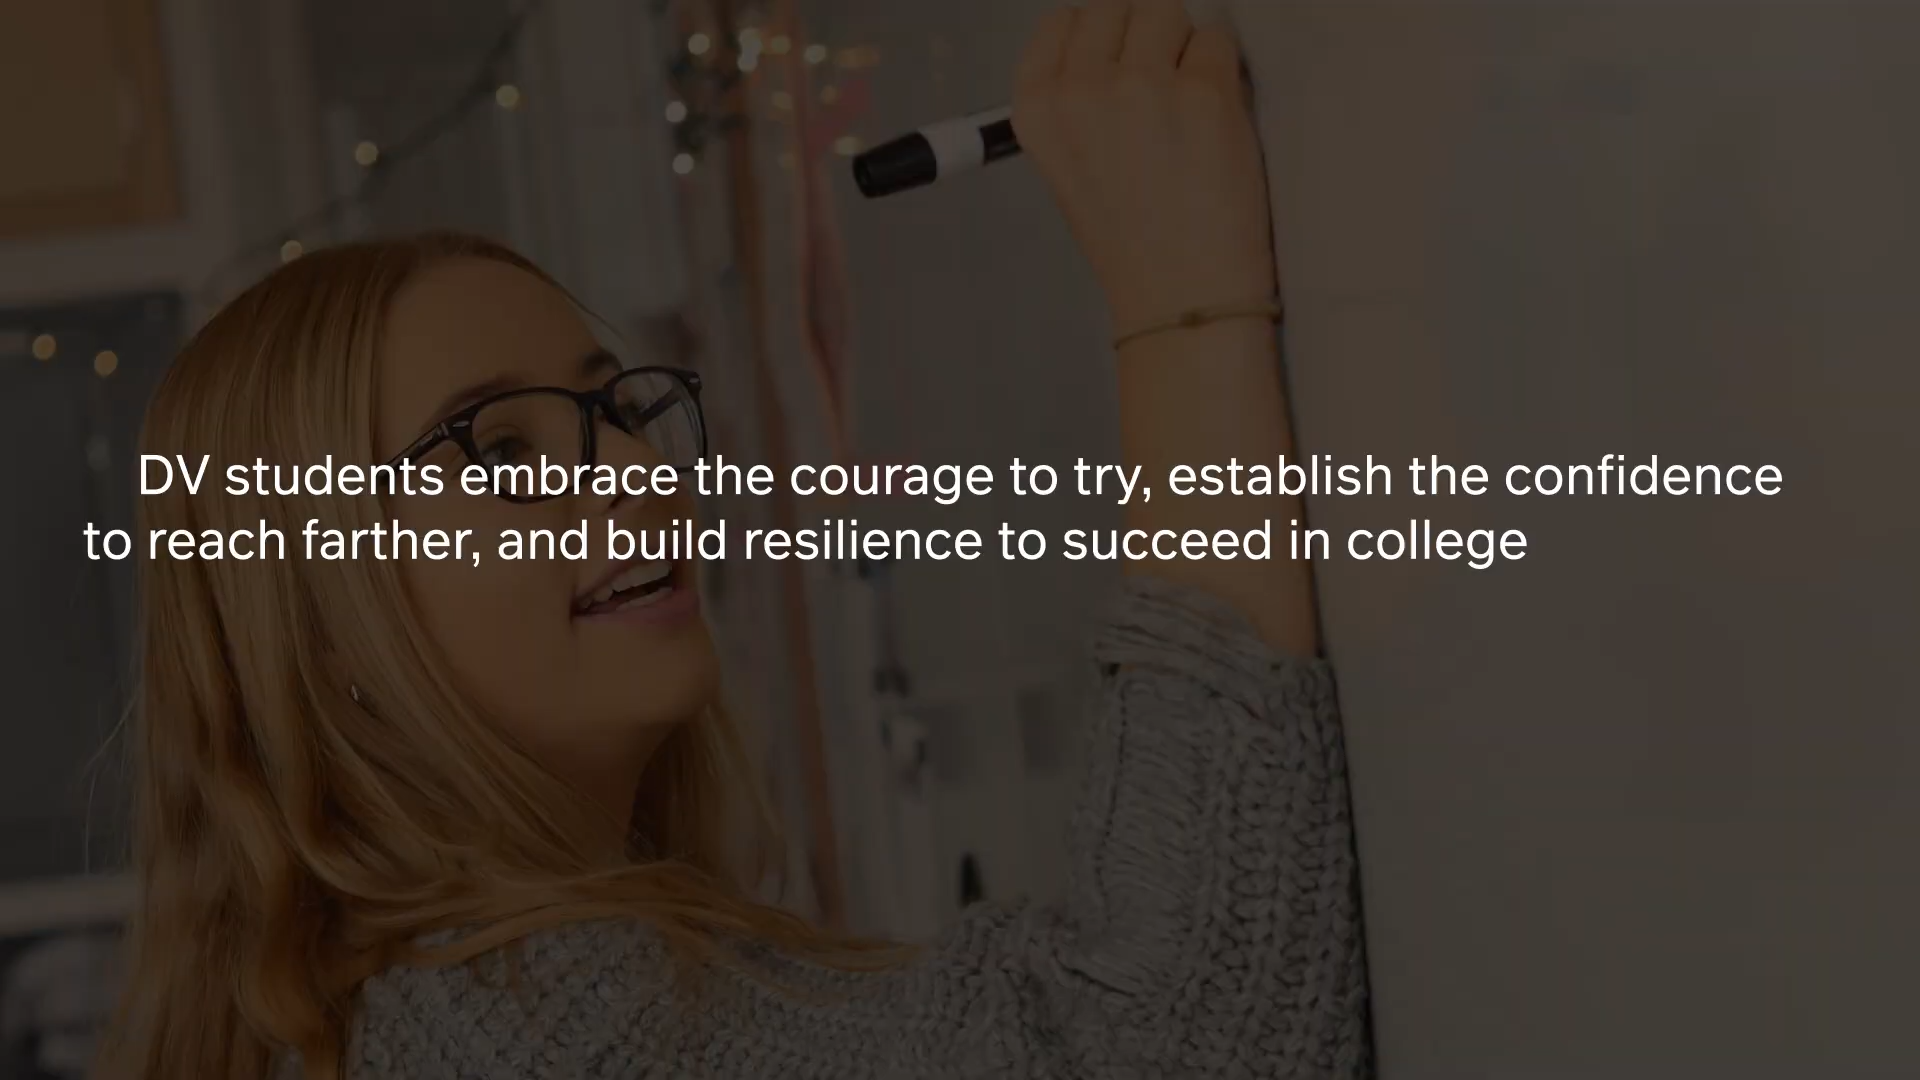 DV students embrace the courage to try, establish the confidence
to reach farther, and build resilience to succeed in college